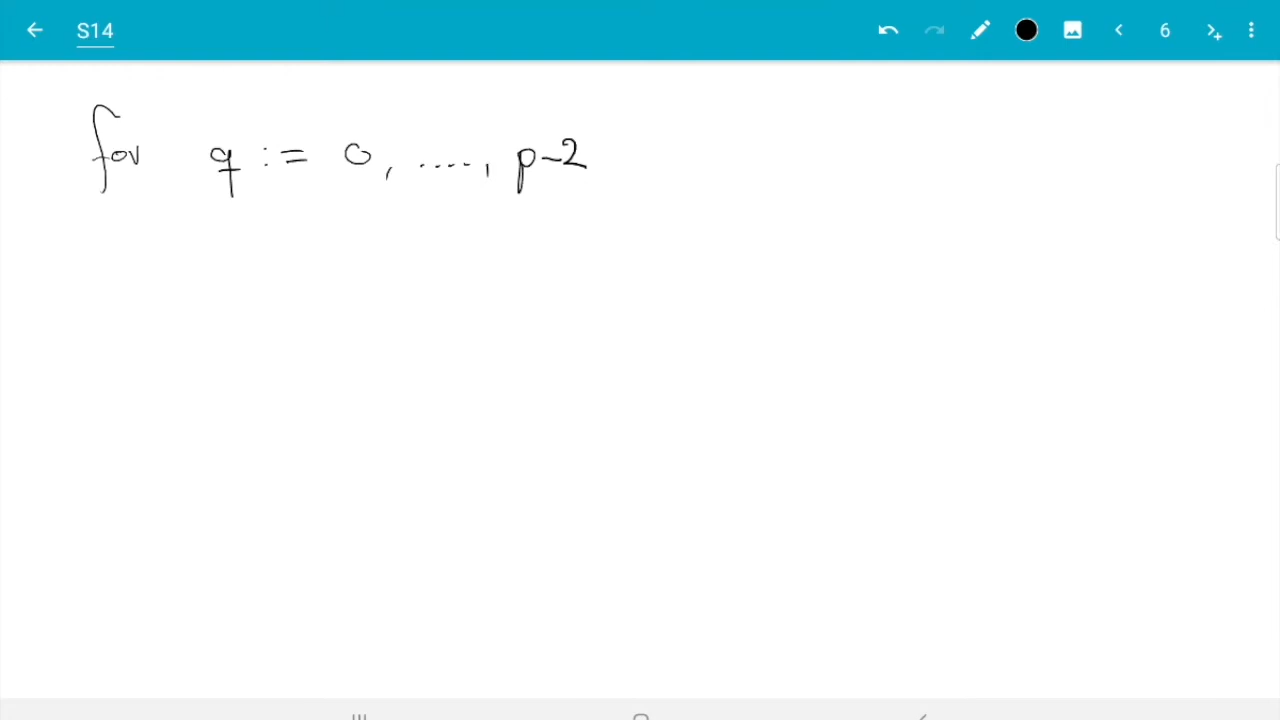 S14 6
for q := 0, ...., p-2